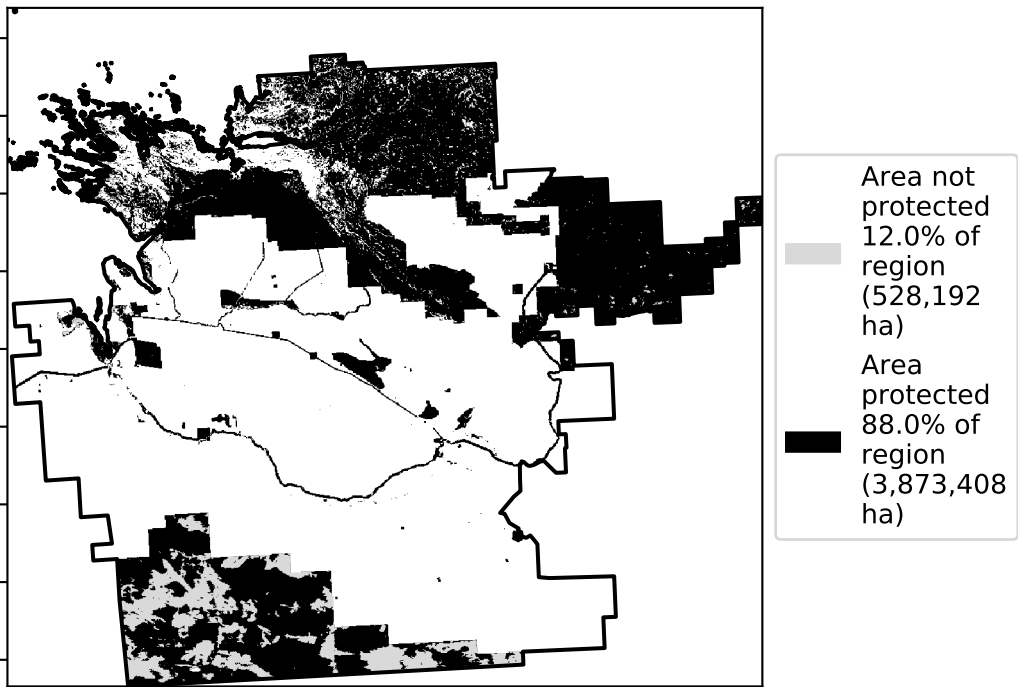 Area not
protected
12.0% of
region
(528,192
ha)
Area
protected
88.0% of
region
(3,873,408
ha)